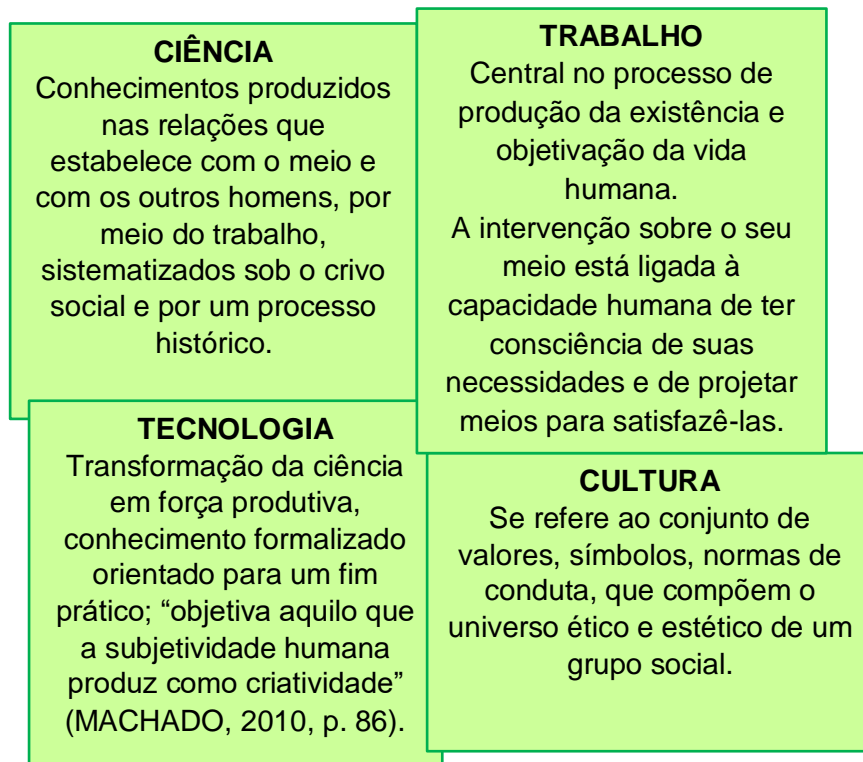 CIÊNCIA
Conhecimentos produzidos
nas relações que
estabelece com o meio e
com os outros homens, por
meio do trabalho,
sistematizados sob o crivo
social e por um processo
histórico.
TRABALHO
Central no processo de
produção da existência e
objetivação da vida
humana.
A intervenção sobre o seu
meio está ligada à
capacidade humana de ter
consciência de suas
necessidades e de projetar
meios para satisfazê-las.
TECNOLOGIA
Transformação da ciência
em força produtiva,
conhecimento formalizado
orientado para um fim
prático; “objetiva aquilo que
a subjetividade humana
produz como criatividade”
(MACHADO, 2010, p. 86).
CULTURA
Se refere ao conjunto de
valores, símbolos, normas de
conduta, que compõem o
universo ético e estético de um
grupo social.